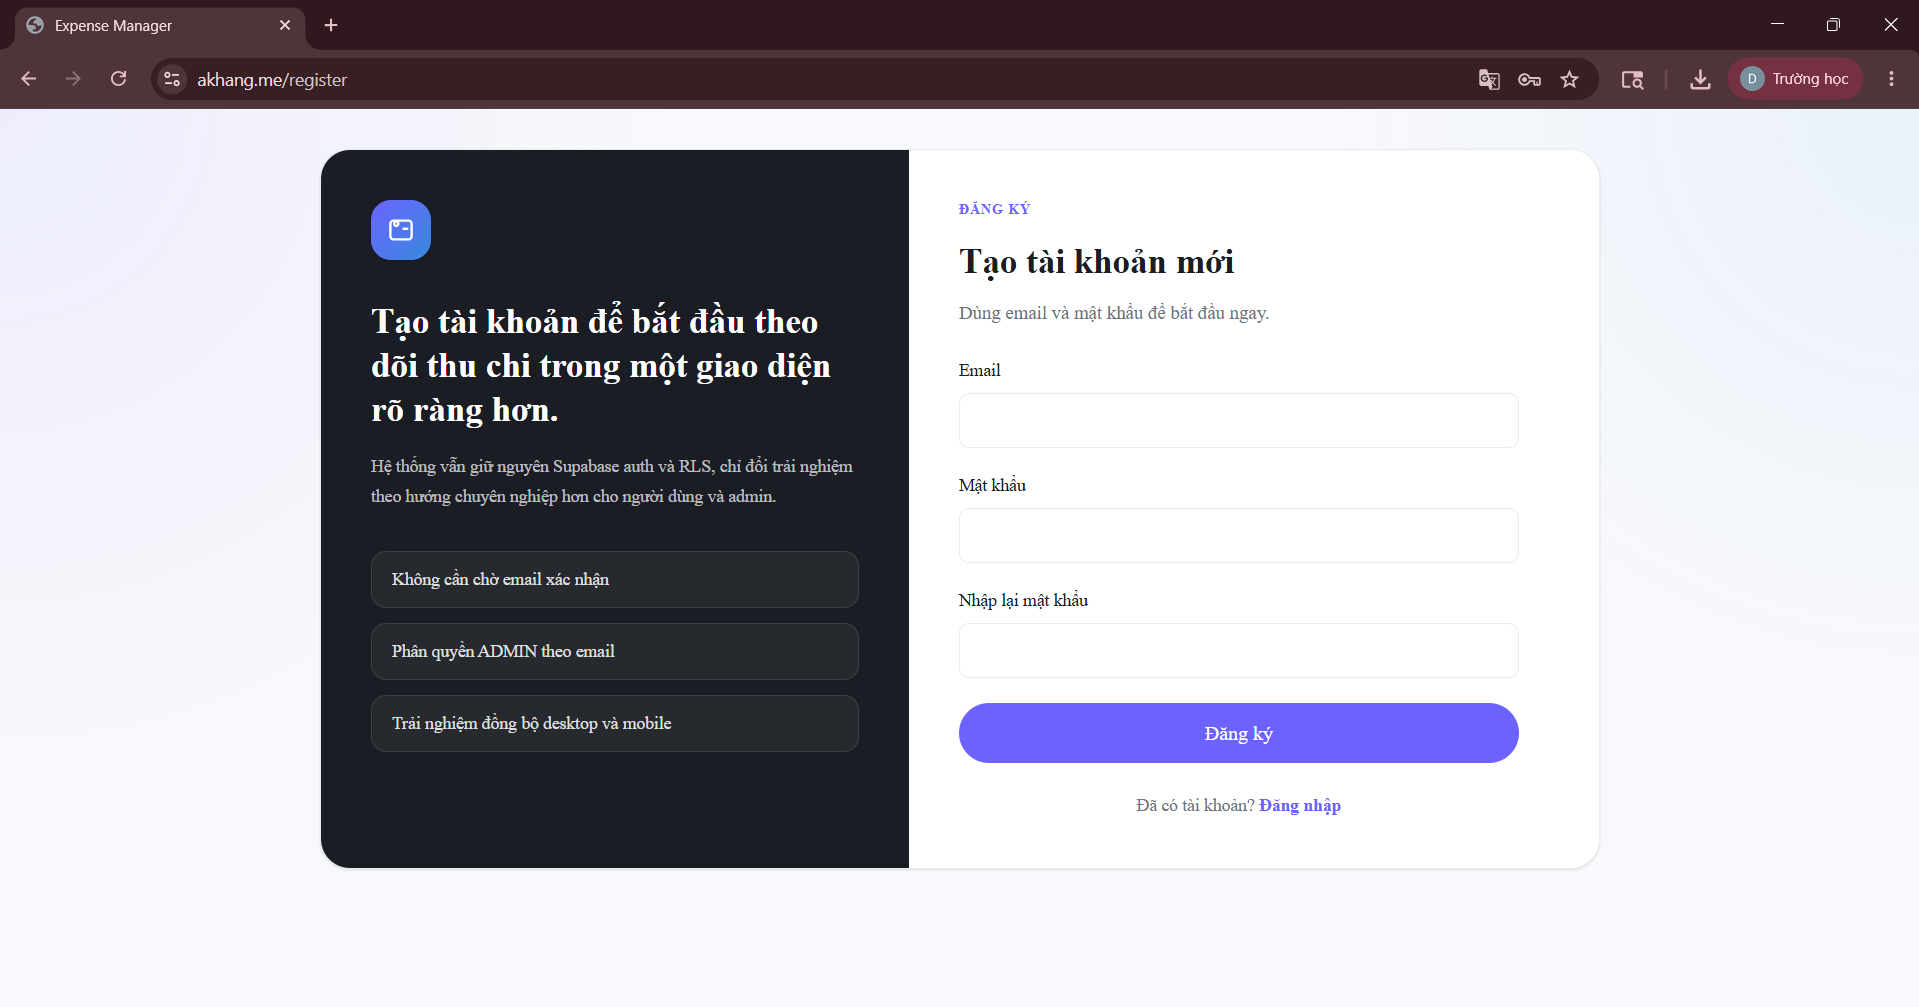 Expense Manager
akhang.me/register
D
Trường học
Tạo tài khoản để bắt đầu theo
dõi thu chi trong một giao diện
rõ ràng hơn.
Hệ thống vẫn giữ nguyên Supabase auth và RLS, chỉ đổi trải nghiệm
theo hướng chuyên nghiệp hơn cho người dùng và admin.
Không cần chờ email xác nhận
Phân quyền ADMIN theo email
Trải nghiệm đồng bộ desktop và mobile
ĐĂNG KÝ
Tạo tài khoản mới
Dùng email và mật khẩu để bắt đầu ngay.
Email
Mật khẩu
Nhập lại mật khẩu
Đăng ký
Đã có tài khoản? Đăng nhập